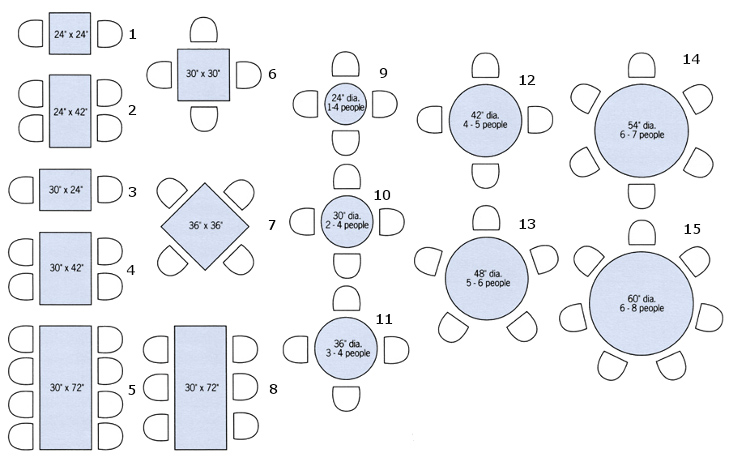 24" x 24"
1
24" x 42"
2
30" x 24"
3
30" x 42"
4
30" x 72"
5
30" x 30"
6
36" x 36"
7
30" x 72"
8
9
24" dia.
1-4 people
10
30" dia.
2 - 4 people
11
36" dia.
3 - 4 people
12
42" dia.
4 - 5 people
13
48" dia.
5 - 6 people
14
54" dia.
6 - 7 people
15
60" dia.
6 - 8 people